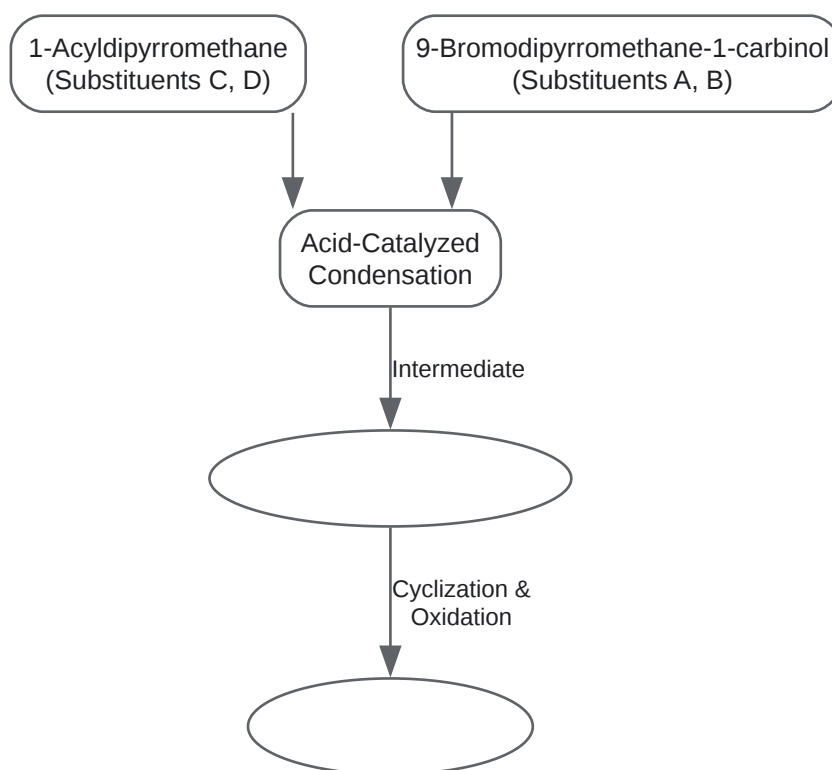 1-Acyldipyrromethane
(Substituents C, D)
9-Bromodipyrromethane-1-carbinol
(Substituents A, B)
Acid-Catalyzed
Condensation
Intermediate
Cyclization &
Oxidation